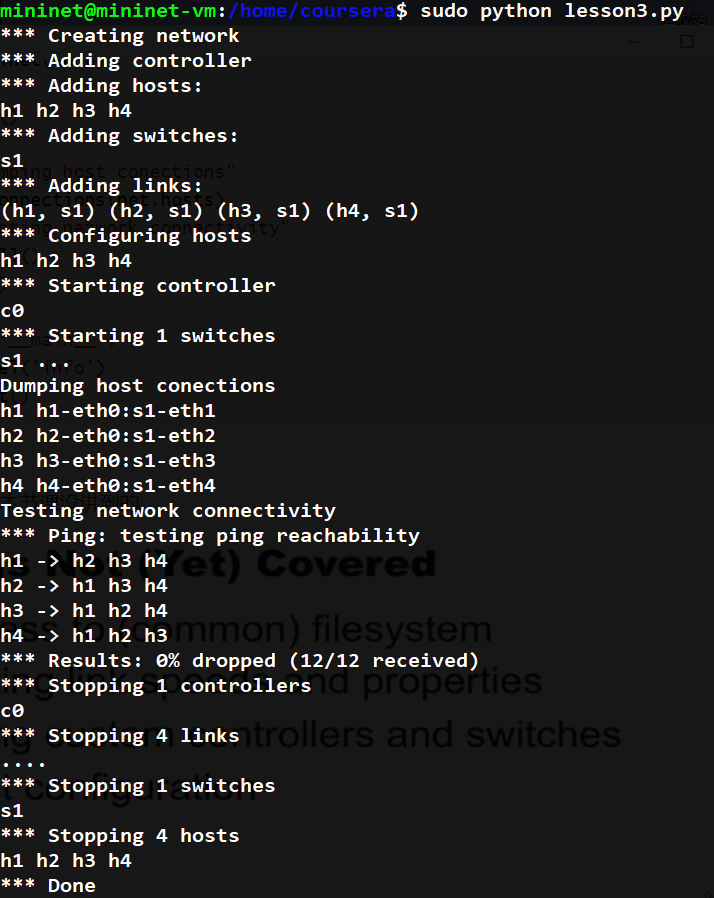 mininet@mininet-vm:/home/coursera$ sudo python lesson3.py
*** Creating network
*** Adding controller
*** Adding hosts:
h1 h2 h3 h4
*** Adding switches:
s1
*** Adding links:
(h1, s1) (h2, s1) (h3, s1) (h4, s1)
*** Configuring hosts
h1 h2 h3 h4
*** Starting controller
c0
*** Starting 1 switches
s1 ...
Dumping host conections
h1 h1-eth0:s1-eth1
h2 h2-eth0:s1-eth2
h3 h3-eth0:s1-eth3
h4 h4-eth0:s1-eth4
Testing network connectivity
*** Ping: testing ping reachability
h1 -> h2 h3 h4
h2 -> h1 h3 h4
h3 -> h1 h2 h4
h4 -> h1 h2 h3
*** Results: 0% dropped (12/12 received)
*** Stopping 1 controllers
c0
*** Stopping 4 links
....
*** Stopping 1 switches
s1
*** Stopping 4 hosts
h1 h2 h3 h4
*** Done